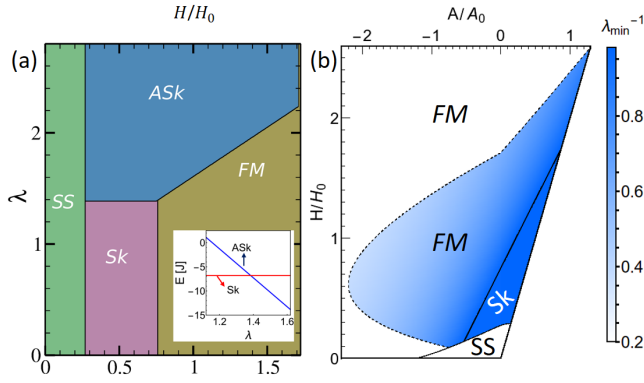 H/H₀
(a)
ASk
SS
FM
Sk
λ
2
1
0
0
0.5
1
1.5
E [J]
0
−5
−10
−15
ASk
Sk
1.2
1.4
1.6
λ
A/A₀
−2
−1
0
1
(b)
FM
FM
Sk
SS
H/H₀
2
1
0
λmin⁻¹
0.8
0.6
0.4
0.2